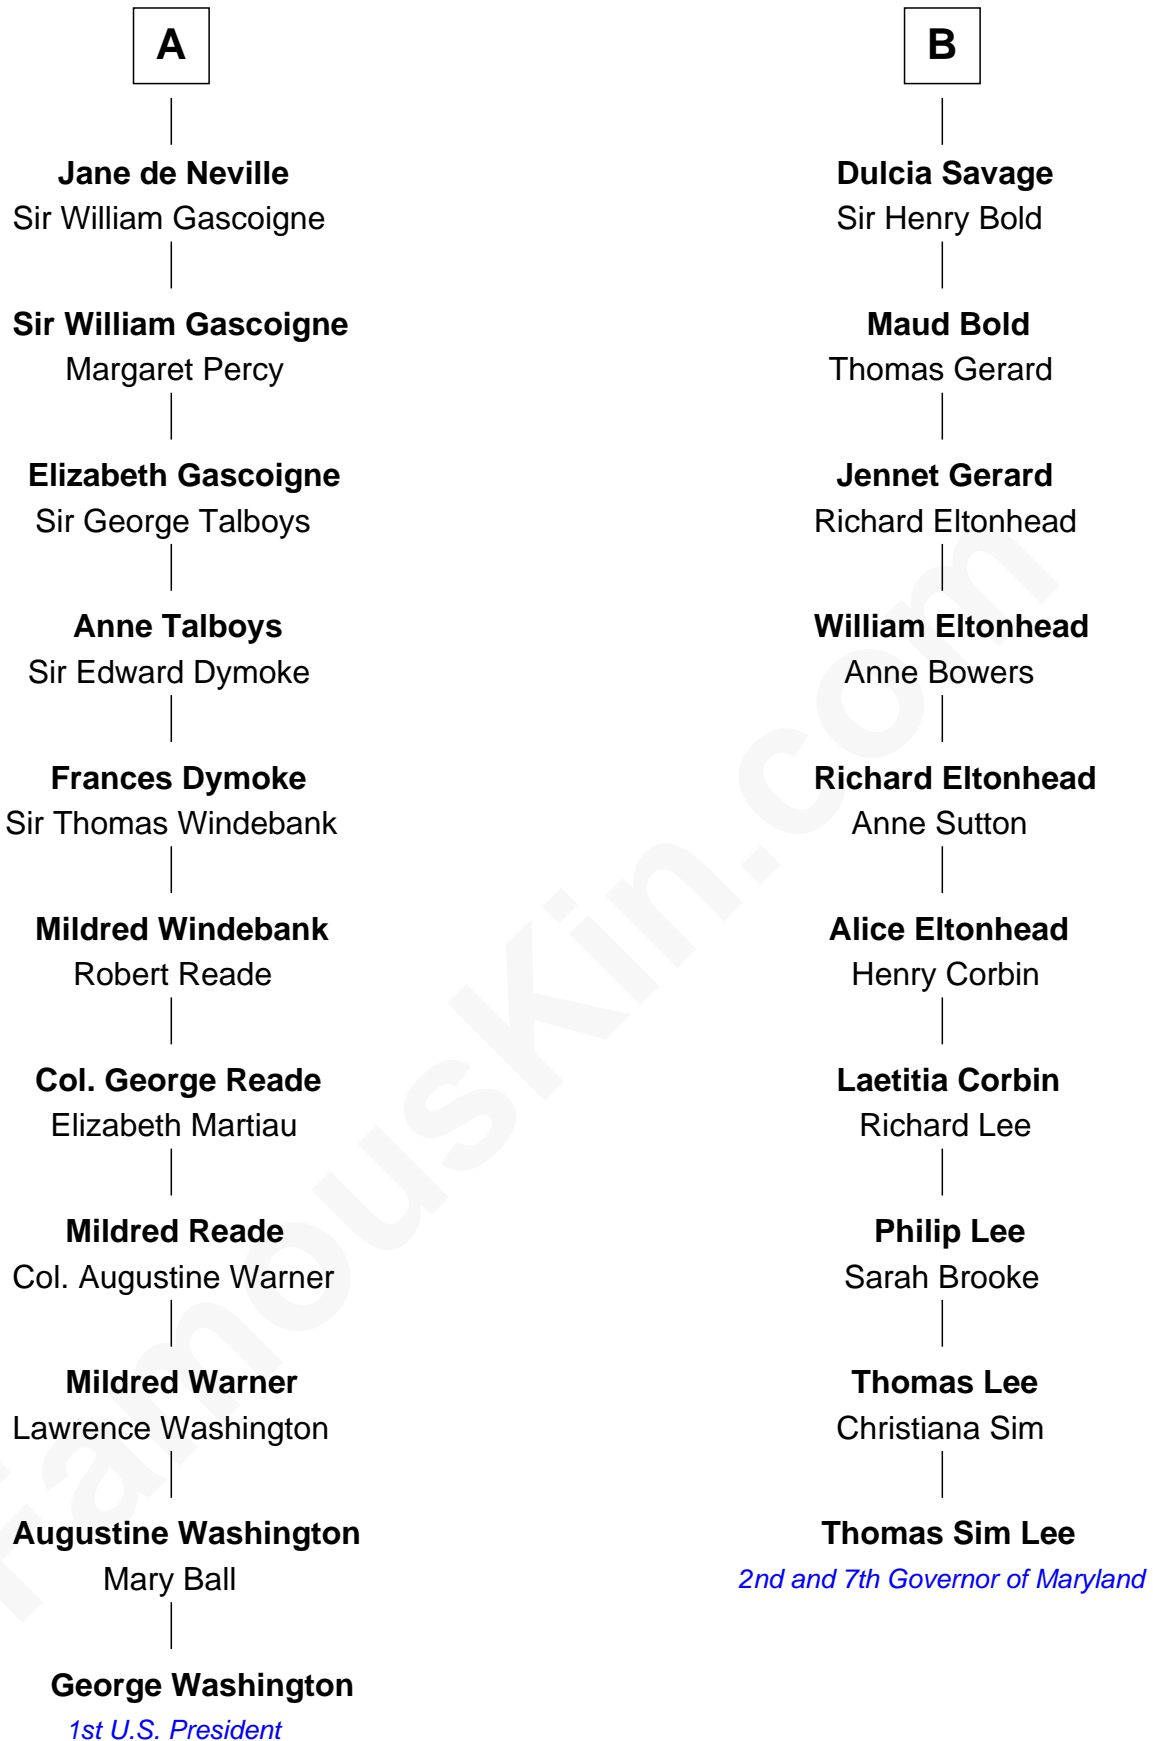 A
Jane de Neville
Sir William Gascoigne
Sir William Gascoigne
Margaret Percy
Elizabeth Gascoigne
Sir George Talboys
Anne Talboys
Sir Edward Dymoke
Frances Dymoke
Sir Thomas Windebank
Mildred Windebank
Robert Reade
Col. George Reade
Elizabeth Martiau
Mildred Reade
Col. Augustine Warner
Mildred Warner
Lawrence Washington
Augustine Washington
Mary Ball
George Washington
1st U.S. President
B
Dulcia Savage
Sir Henry Bold
Maud Bold
Thomas Gerard
Jennet Gerard
Richard Eltonhead
William Eltonhead
Anne Bowers
Richard Eltonhead
Anne Sutton
Alice Eltonhead
Henry Corbin
Laetitia Corbin
Richard Lee
Philip Lee
Sarah Brooke
Thomas Lee
Christiana Sim
Thomas Sim Lee
2nd and 7th Governor of Maryland
FamousKin.com